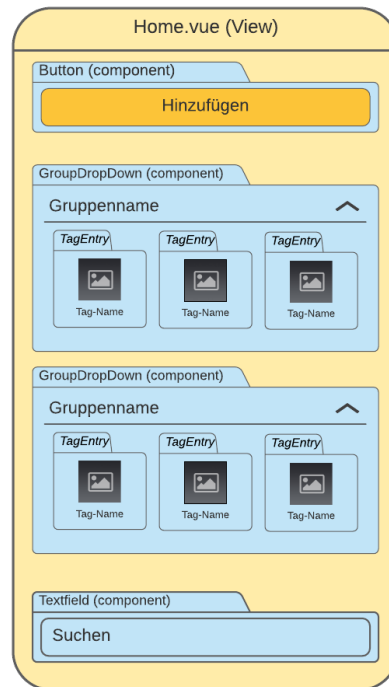 Home.vue (View)
Button (component)
Hinzufügen
GroupDropDown (component)
Gruppenname
TagEntry TagEntry TagEntry
Tag-Name Tag-Name Tag-Name
GroupDropDown (component)
Gruppenname
TagEntry TagEntry TagEntry
Tag-Name Tag-Name Tag-Name
Textfield (component)
Suchen